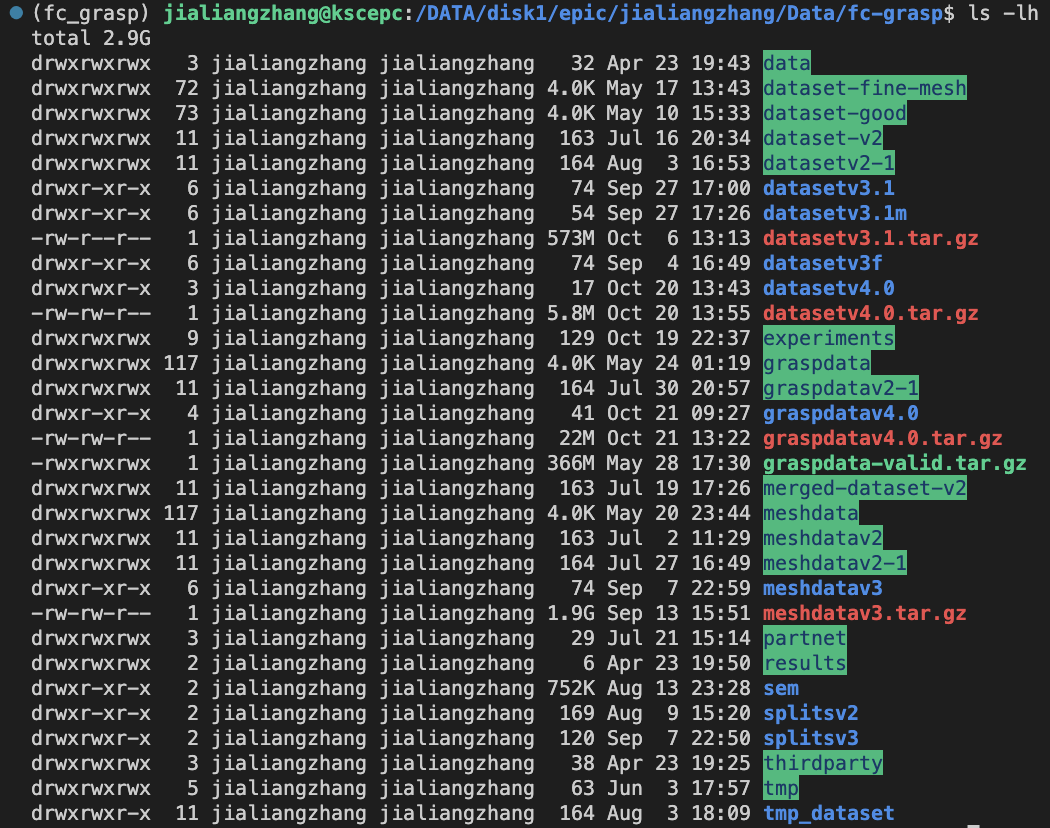 (fc_grasp) jialiangzhang@kscepc:/DATA/disk1/epic/jialiangzhang/Data/fc-grasp$ ls -lh
total 2.9G
drwxrwxrwx   3 jialiangzhang jialiangzhang   32 Apr 23 19:43 data
drwxrwxrwx  72 jialiangzhang jialiangzhang 4.0K May 17 13:43 dataset-fine-mesh
drwxrwxrwx  73 jialiangzhang jialiangzhang 4.0K May 10 15:33 dataset-good
drwxrwxrwx  11 jialiangzhang jialiangzhang  163 Jul 16 20:34 dataset-v2
drwxrwxrwx  11 jialiangzhang jialiangzhang  164 Aug  3 16:53 datasetv2-1
drwxr-xr-x   6 jialiangzhang jialiangzhang   74 Sep 27 17:00 datasetv3.1
drwxr-xr-x   6 jialiangzhang jialiangzhang   54 Sep 27 17:26 datasetv3.1m
-rw-r--r--   1 jialiangzhang jialiangzhang 573M Oct  6 13:13 datasetv3.1.tar.gz
drwxr-xr-x   6 jialiangzhang jialiangzhang   74 Sep  4 16:49 datasetv3f
drwxr-xr-x   3 jialiangzhang jialiangzhang   17 Oct 20 13:43 datasetv4.0
-rw-rw-r--   1 jialiangzhang jialiangzhang 5.8M Oct 20 13:55 datasetv4.0.tar.gz
drwxrwxrwx   9 jialiangzhang jialiangzhang  129 Oct 19 22:37 experiments
drwxrwxrwx 117 jialiangzhang jialiangzhang 4.0K May 24 01:19 graspdata
drwxrwxrwx  11 jialiangzhang jialiangzhang  164 Jul 30 20:57 graspdatav2-1
drwxr-xr-x   4 jialiangzhang jialiangzhang   41 Oct 21 09:27 graspdatav4.0
-rw-rw-r--   1 jialiangzhang jialiangzhang  22M Oct 21 13:22 graspdatav4.0.tar.gz
-rwxrwxrwx   1 jialiangzhang jialiangzhang 366M May 28 17:30 graspdata-valid.tar.gz
drwxrwxrwx  11 jialiangzhang jialiangzhang  163 Jul 19 17:26 merged-dataset-v2
drwxrwxrwx 117 jialiangzhang jialiangzhang 4.0K May 20 23:44 meshdata
drwxrwxrwx  11 jialiangzhang jialiangzhang  163 Jul  2 11:29 meshdatav2
drwxrwxrwx  11 jialiangzhang jialiangzhang  164 Jul 27 16:49 meshdatav2-1
drwxr-xr-x   6 jialiangzhang jialiangzhang   74 Sep  7 22:59 meshdatav3
-rw-rw-r--   1 jialiangzhang jialiangzhang 1.9G Sep 13 15:51 meshdatav3.tar.gz
drwxrwxrwx   3 jialiangzhang jialiangzhang   29 Jul 21 15:14 partnet
drwxrwxrwx   2 jialiangzhang jialiangzhang    6 Apr 23 19:50 results
drwxr-xr-x   2 jialiangzhang jialiangzhang 752K Aug 13 23:28 sem
drwxr-xr-x   2 jialiangzhang jialiangzhang  169 Aug  9 15:20 splitsv2
drwxrwxr-x   2 jialiangzhang jialiangzhang  120 Sep  7 22:50 splitsv3
drwxrwxrwx   3 jialiangzhang jialiangzhang   38 Apr 23 19:25 thirdparty
drwxrwxrwx   5 jialiangzhang jialiangzhang   63 Jun  3 17:57 tmp
drwxrwxr-x  11 jialiangzhang jialiangzhang  164 Aug  3 18:09 tmp_dataset